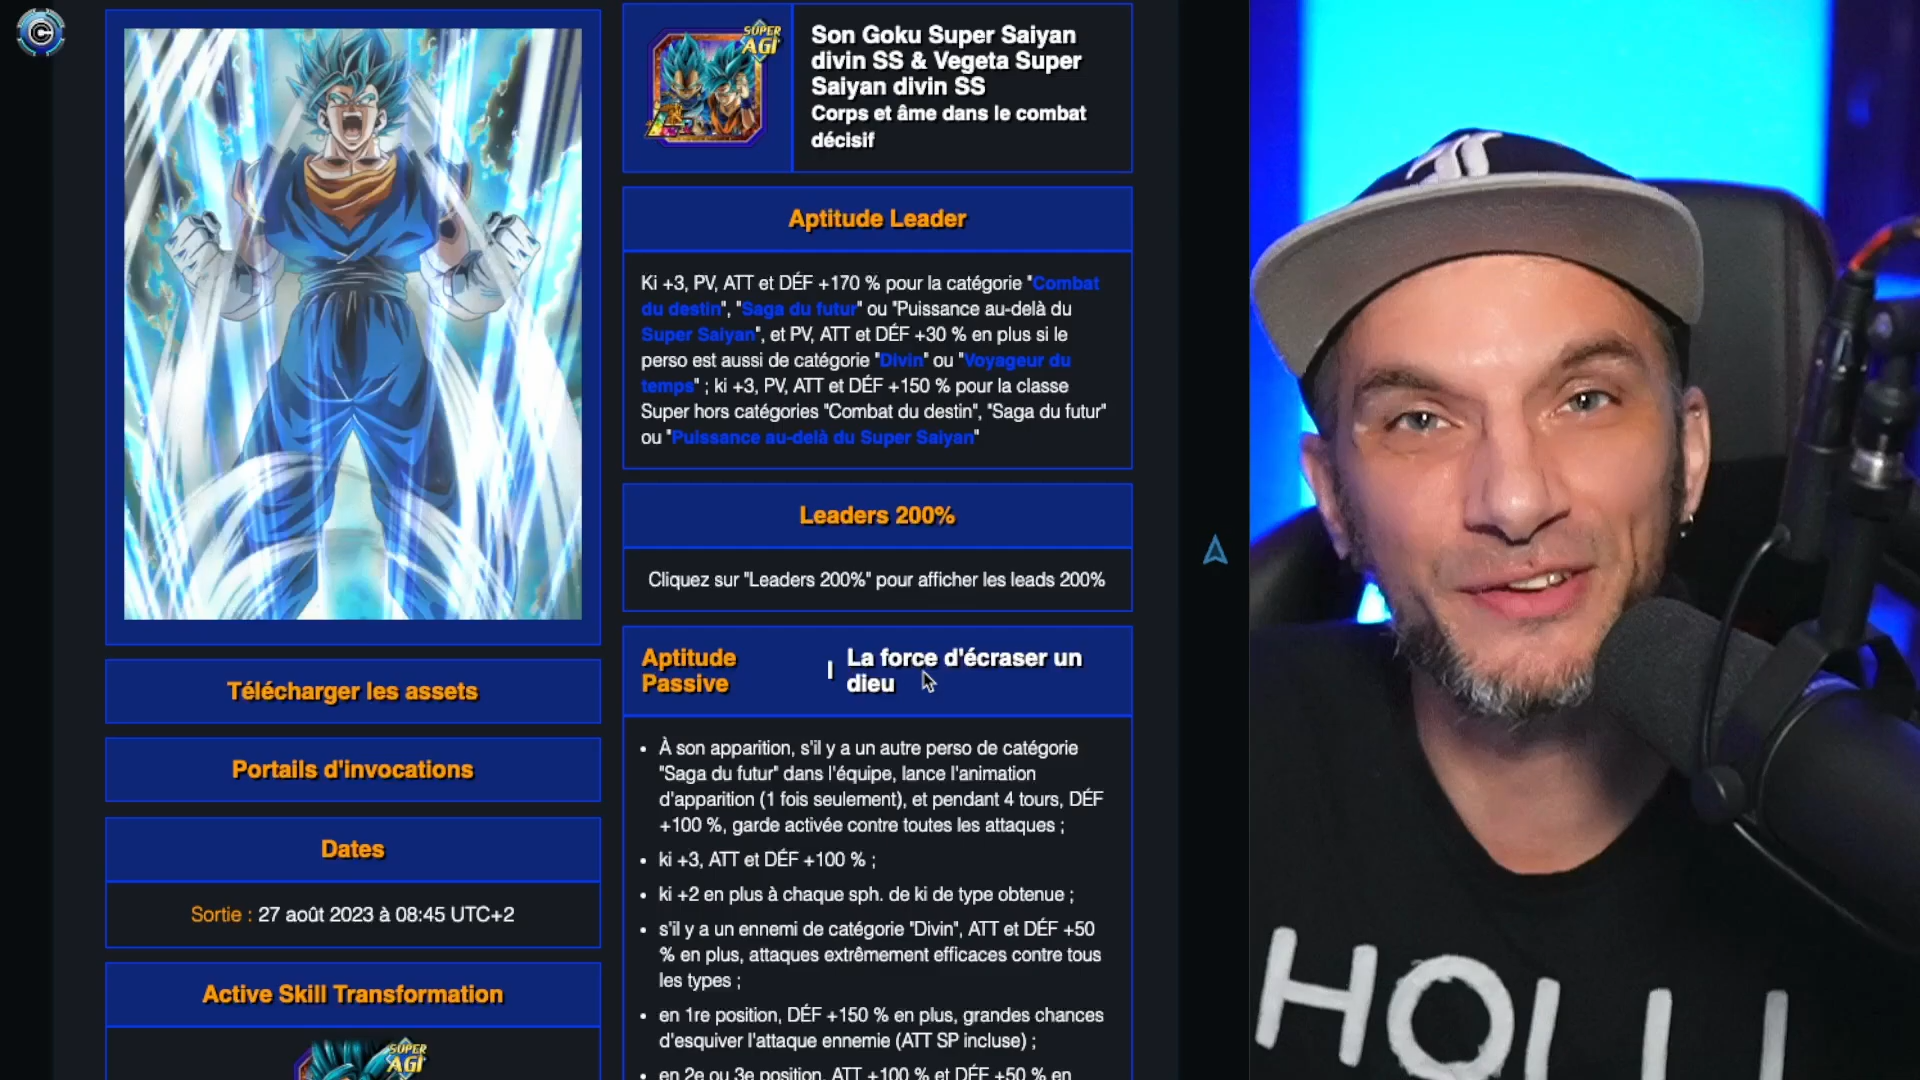 Télécharger les assets
Portails d'invocations
Dates
Sortie : 27 août 2023 à 08:45 UTC+2
Active Skill Transformation
SUPER
AGI
SUPER
AGI
Son Goku Super Saiyan
divin SS & Vegeta Super
Saiyan divin SS
Corps et âme dans le combat
décisif
Aptitude Leader
Ki +3, PV, ATT et DÉF +170 % pour la catégorie "Combat
du destin", "Saga du futur" ou "Puissance au-delà du
Super Saiyan", et PV, ATT et DÉF +30 % en plus si le
perso est aussi de catégorie "Divin" ou "Voyageur du
temps" ; ki +3, PV, ATT et DÉF +150 % pour la classe
Super hors catégories "Combat du destin", "Saga du futur"
ou "Puissance au-delà du Super Saiyan"
Leaders 200%
Cliquez sur "Leaders 200%" pour afficher les leads 200%
Aptitude
Passive
La force d'écraser un
dieu
• À son apparition, s'il y a un autre perso de catégorie
"Saga du futur" dans l'équipe, lance l'animation
d'apparition (1 fois seulement), et pendant 4 tours, DÉF
+100 %, garde activée contre toutes les attaques ;
• ki +3, ATT et DÉF +100 % ;
• ki +2 en plus à chaque sph. de ki de type obtenue ;
• s'il y a un ennemi de catégorie "Divin", ATT et DÉF +50
% en plus, attaques extrêmement efficaces contre tous
les types ;
• en 1re position, DÉF +150 % en plus, grandes chances
d'esquiver l'attaque ennemie (ATT SP incluse) ;
• en 2e ou 3e position, ATT +100 % et DÉF +50 % en
HOLL